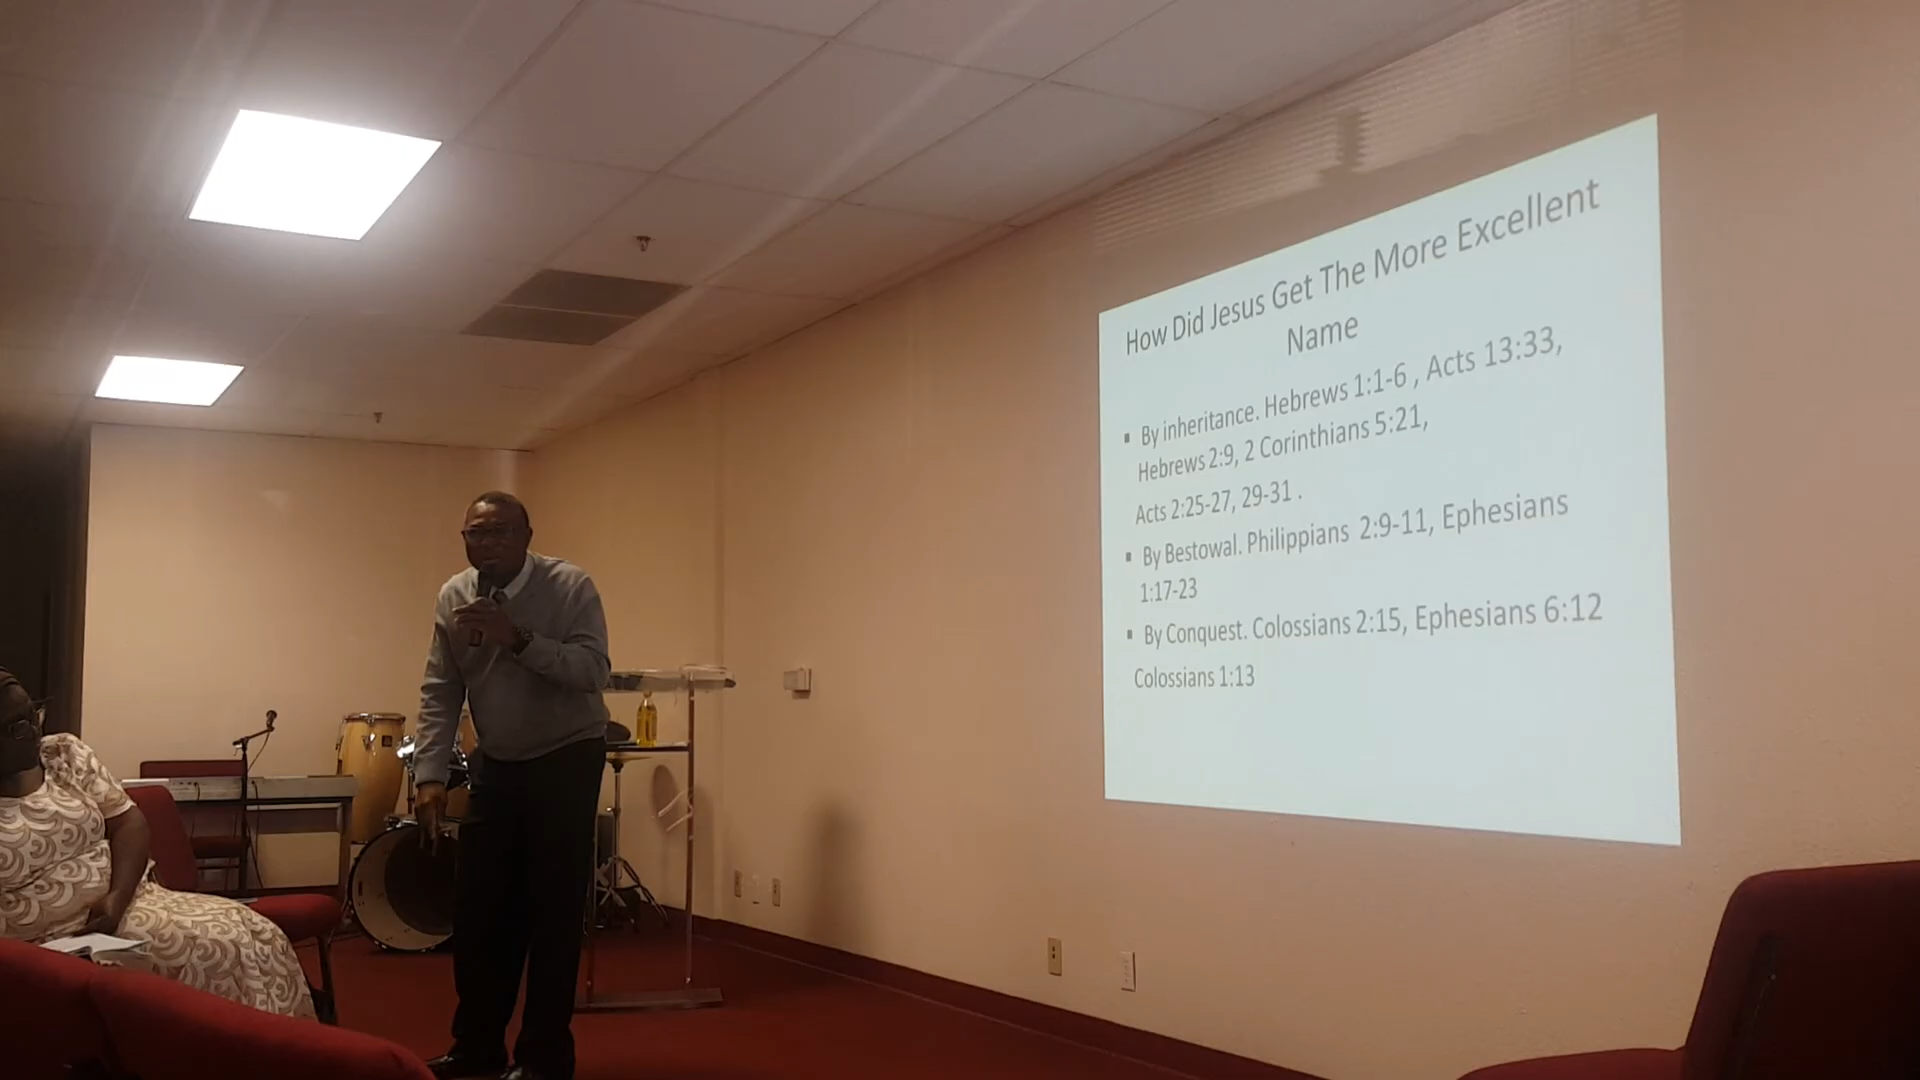 How Did Jesus Get The More Excellent
Name
▪ By inheritance. Hebrews 1:1-6 , Acts 13:33,
Hebrews 2:9, 2 Corinthians 5:21,
Acts 2:25-27, 29-31 .
▪ By Bestowal. Philippians 2:9-11, Ephesians
1:17-23
▪ By Conquest. Colossians 2:15, Ephesians 6:12
Colossians 1:13